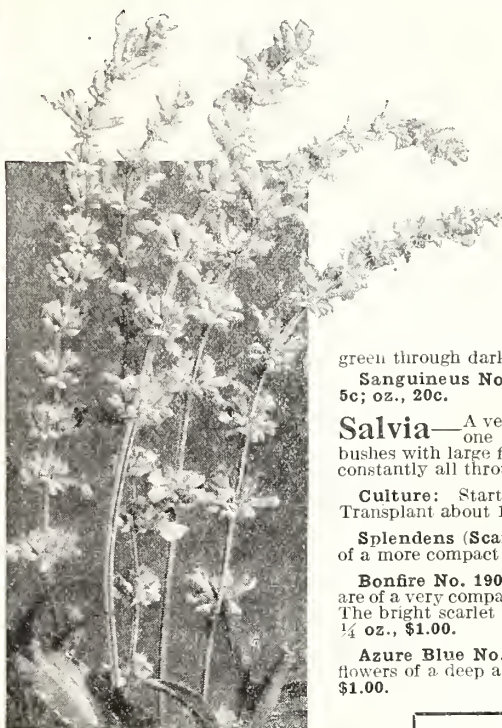 green through dark
Sanguineus No
5c; oz., 20c.
Salvia—A ve
one
bushes with large f
constantly all thro
Culture: Start
Transplant about 1
Splendens (Sca
of a more compact
Bonfire No. 190
are of a very compa
The bright scarlet
¼ oz., $1.00.
Azure Blue No.
flowers of a deep a
$1.00.